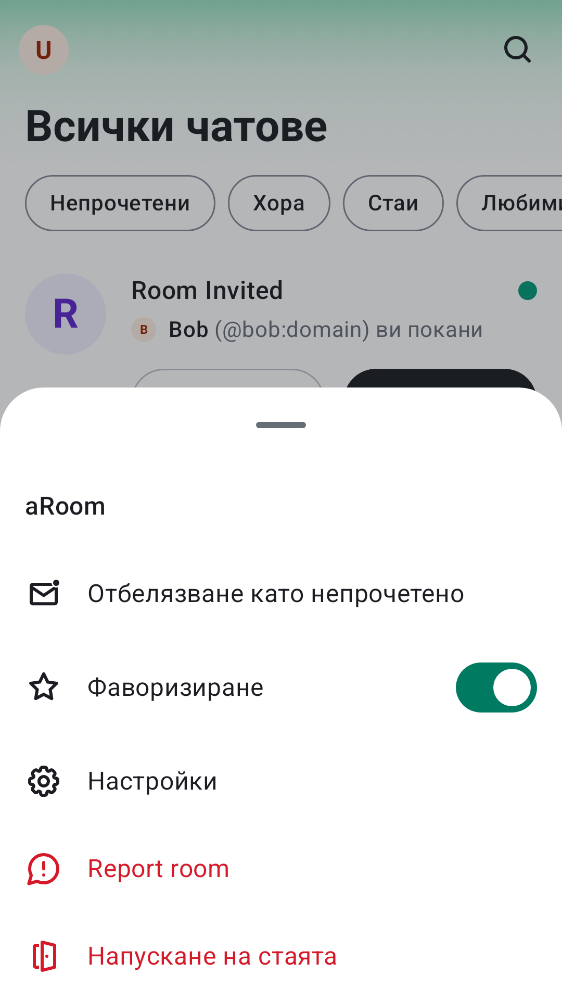 U
Всички чатове
Непрочетени Хора Стаи Любими
R
Room Invited
B Bob (@bob:domain) ви покани
aRoom
Отбелязване като непрочетено
Фаворизиране
Настройки
Report room
Напускане на стаята